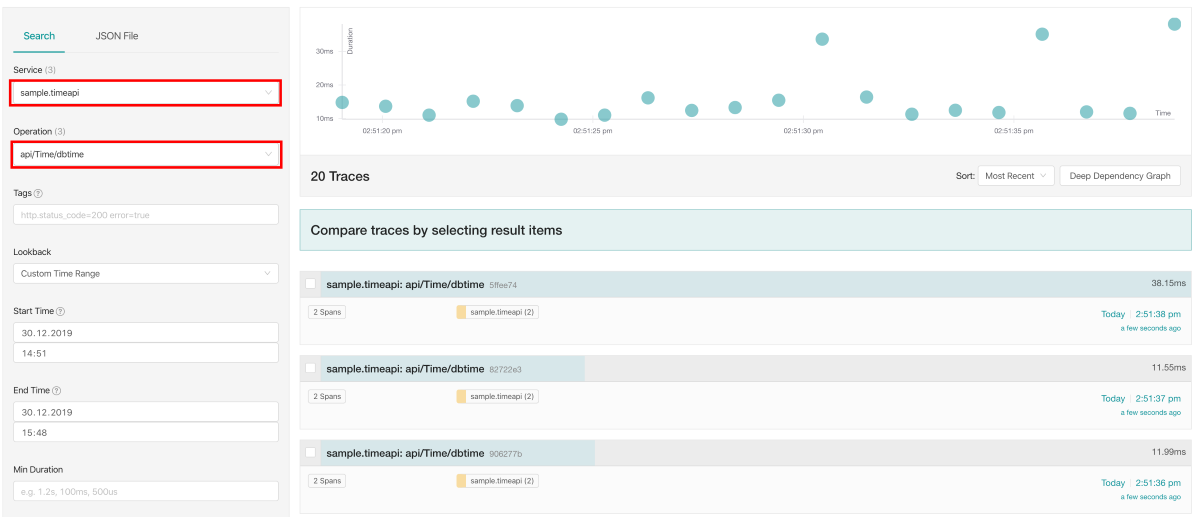 Search JSON File
Service (3)
sample.timeapi
Operation (3)
api/Time/dbtime
Tags ?
http.status_code=200 error=true
Lookback
Custom Time Range
Start Time ?
30.12.2019
14:51
End Time ?
30.12.2019
15:48
Min Duration
e.g. 1.2s, 100ms, 500us
Duration
30ms
20ms
10ms
Time
02:51:20 pm 02:51:25 pm 02:51:30 pm 02:51:35 pm
20 Traces Sort: Most Recent Deep Dependency Graph
Compare traces by selecting result items
sample.timeapi: api/Time/dbtime 5ffee74 38.15ms
2 Spans sample.timeapi (2) Today 2:51:38 pm
a few seconds ago
sample.timeapi: api/Time/dbtime 82722e3 11.55ms
2 Spans sample.timeapi (2) Today 2:51:37 pm
a few seconds ago
sample.timeapi: api/Time/dbtime 906277b 11.99ms
2 Spans sample.timeapi (2) Today 2:51:36 pm
a few seconds ago